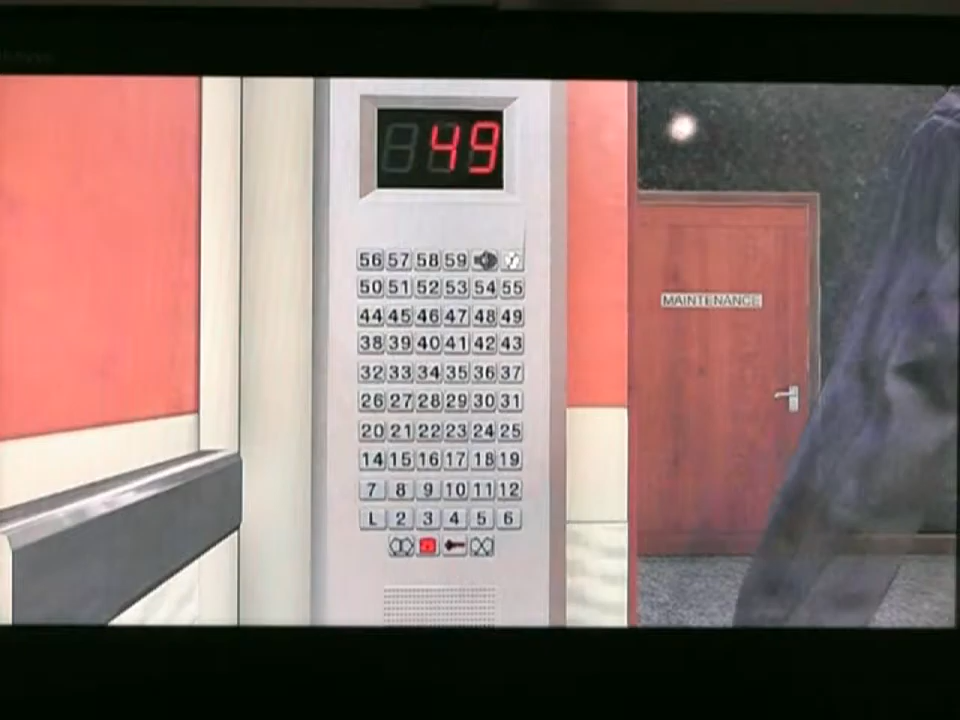 49
56 57 58 59
50 51 52 53 54 55
44 45 46 47 48 49
38 39 40 41 42 43
32 33 34 35 36 37
26 27 28 29 30 31
20 21 22 23 24 25
14 15 16 17 18 19
7 8 9 10 11 12
L 2 3 4 5 6
MAINTENANCE